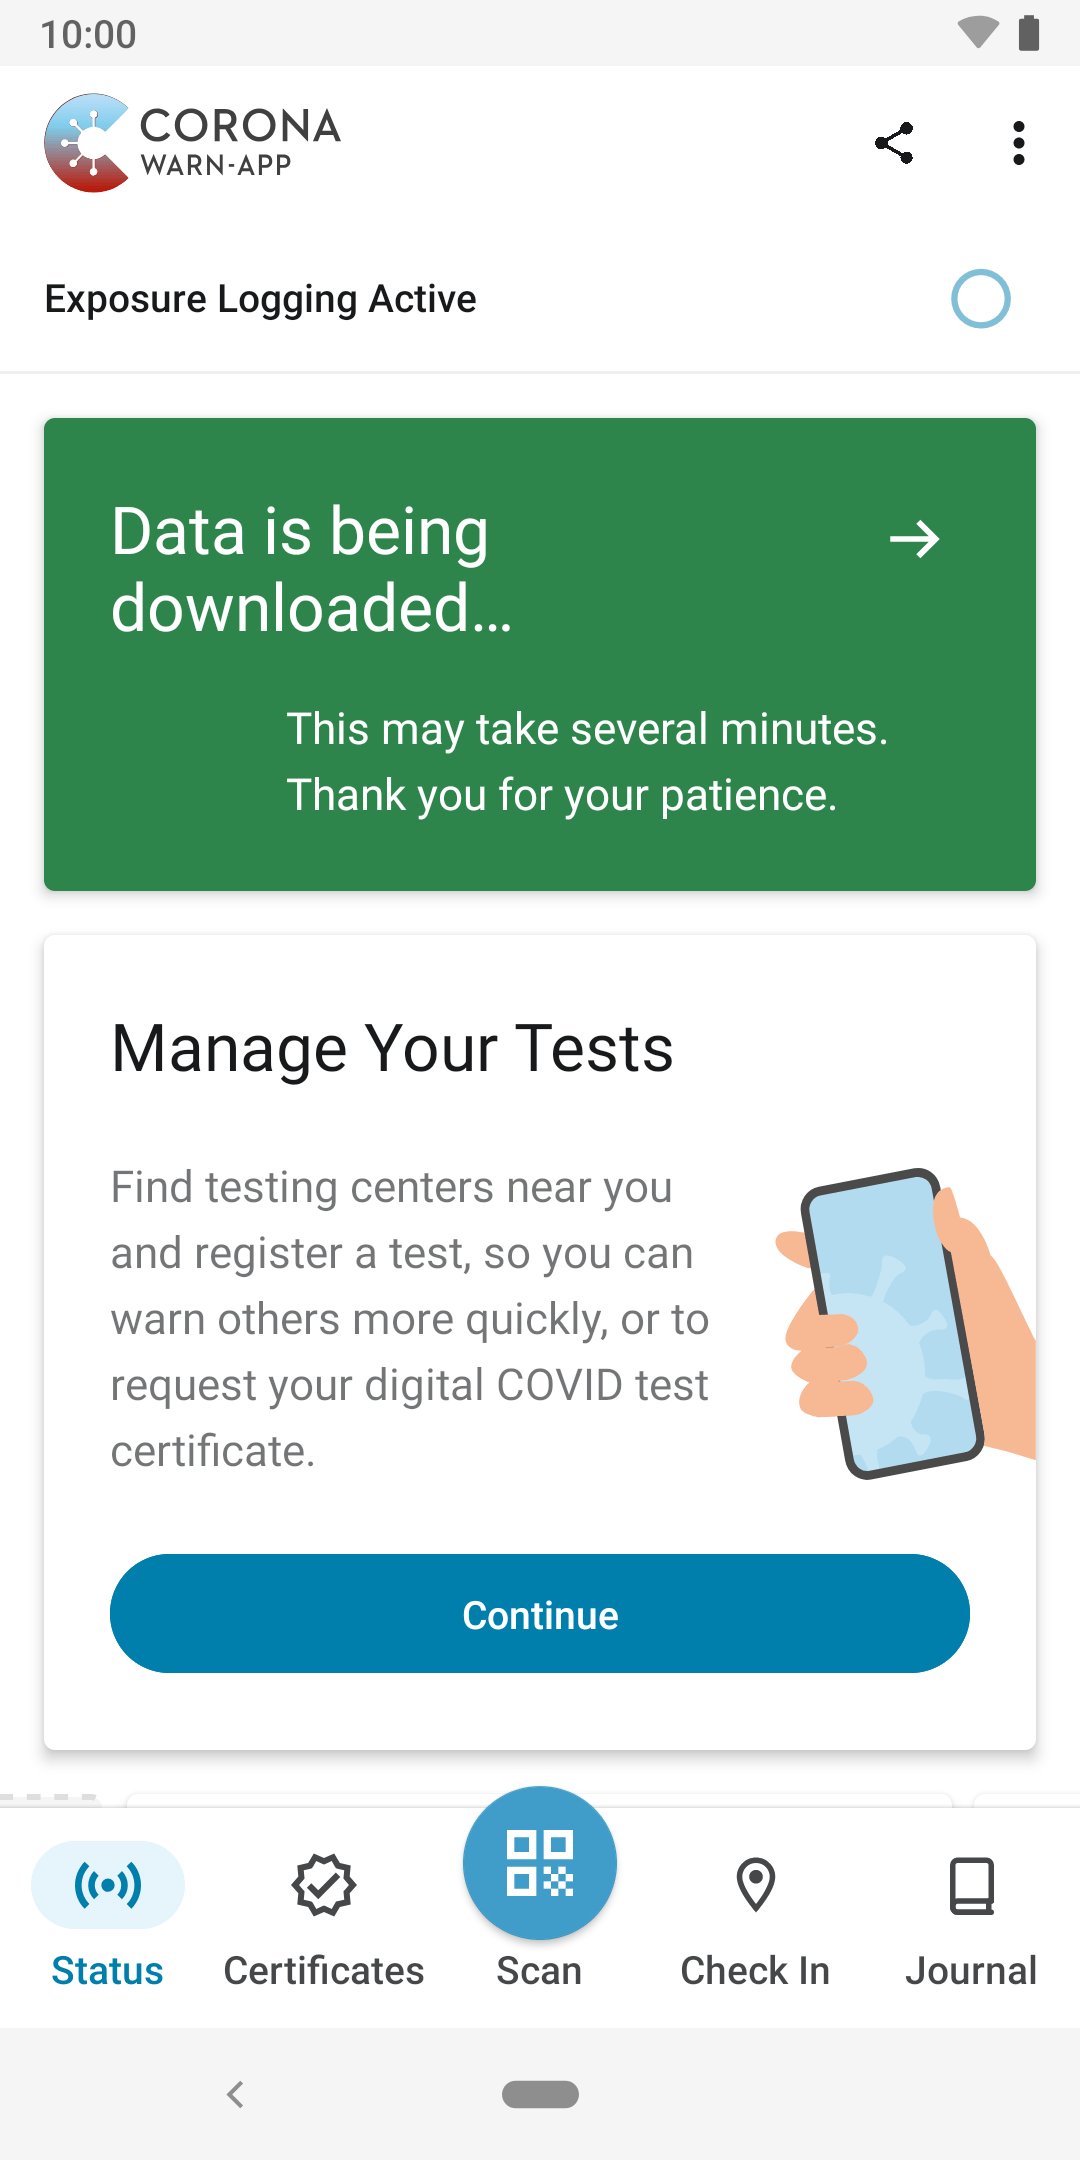 10:00
CORONA
WARN-APP
Exposure Logging Active
Data is being
downloaded…
This may take several minutes.
Thank you for your patience.
Manage Your Tests
Find testing centers near you
and register a test, so you can
warn others more quickly, or to
request your digital COVID test
certificate.
Continue
Status
Certificates
Scan
Check In
Journal